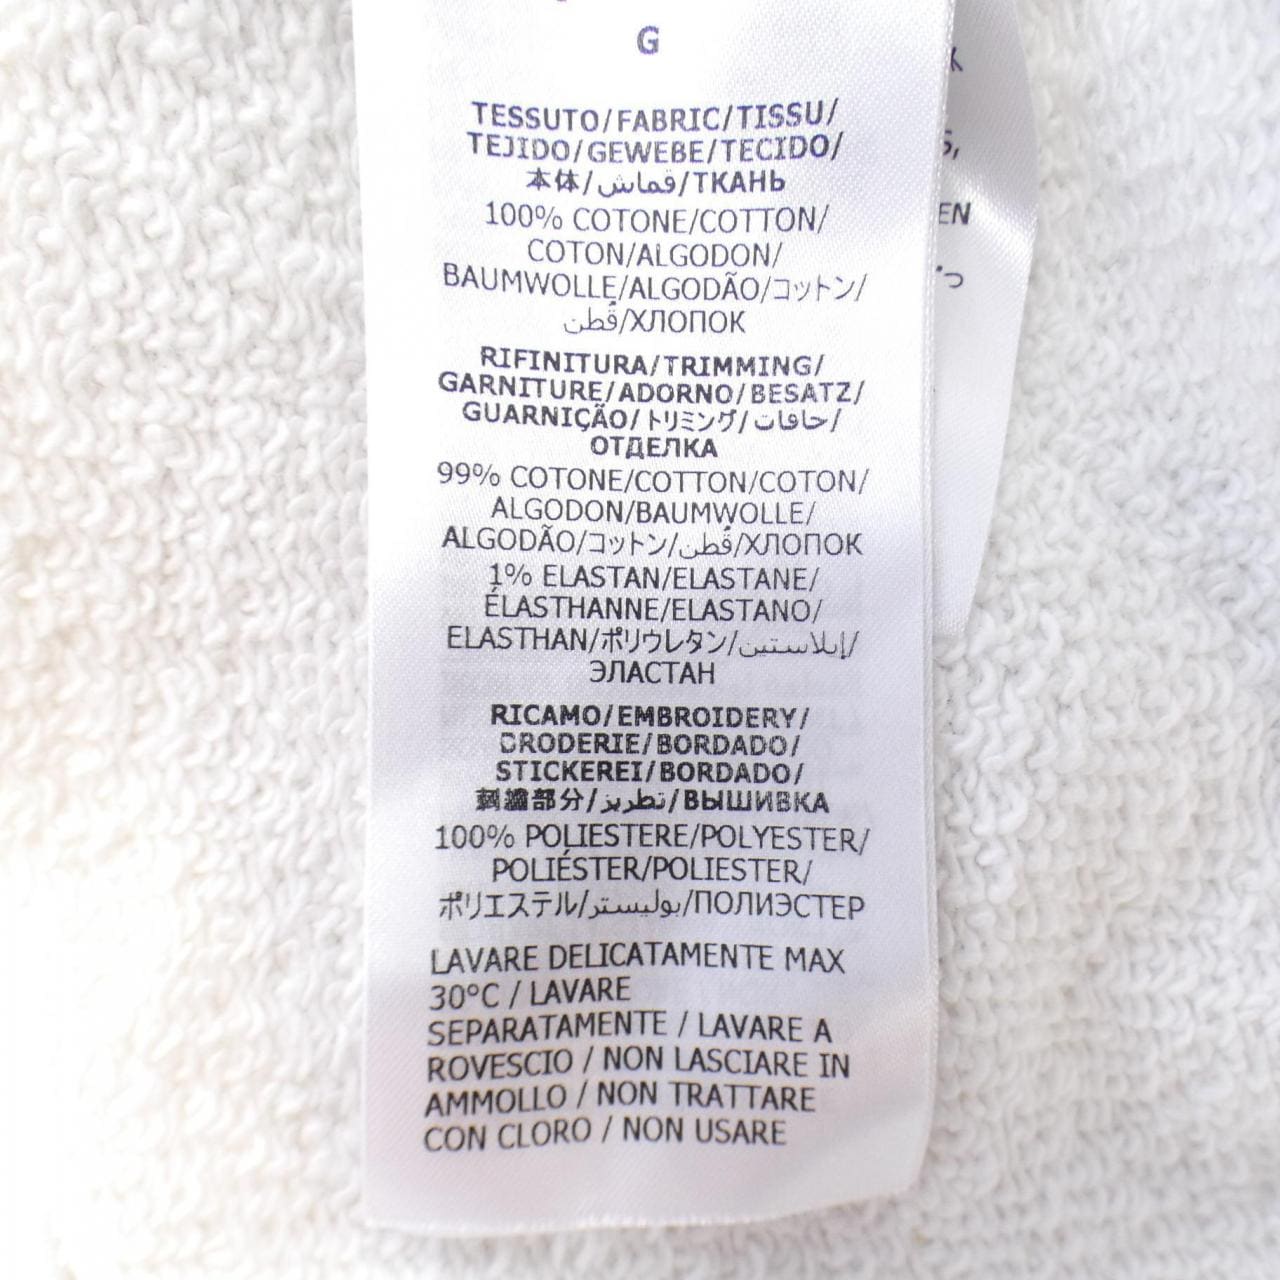 G
TESSUTO/FABRIC/TISSU/
TEJIDO/GEWEBE/TECIDO/
本体/قماش/ТКАНЬ
100% COTONE/COTTON/
COTON/ALGODON/
BAUMWOLLE/ALGODÃO/コットン/
قُطن/ХЛОПОК
RIFINITURA/TRIMMING/
GARNITURE/ADORNO/BESATZ/
GUARNIÇÃO/トリミング/حافات/
ОТДЕЛКА
99% COTONE/COTTON/COTON/
ALGODON/BAUMWOLLE/
ALGODÃO/コットン/قُطن/ХЛОПОК
1% ELASTAN/ELASTANE/
ÉLASTHANNE/ELASTANO/
ELASTHAN/ポリウレタン/إيلاستين/
ЭЛАСТАН
RICAMO/EMBROIDERY/
BRODERIE/BORDADO/
STICKEREI/BORDADO/
刺繍部分/تطريز/ВЫШИВКА
100% POLIESTERE/POLYESTER/
POLIÉSTER/POLIESTER/
ポリエステル/بوليستر/ПОЛИЭСТЕР
LAVARE DELICATAMENTE MAX
30°C / LAVARE
SEPARATAMENTE / LAVARE A
ROVESCIO / NON LASCIARE IN
AMMOLLO / NON TRATTARE
CON CLORO / NON USARE
EN